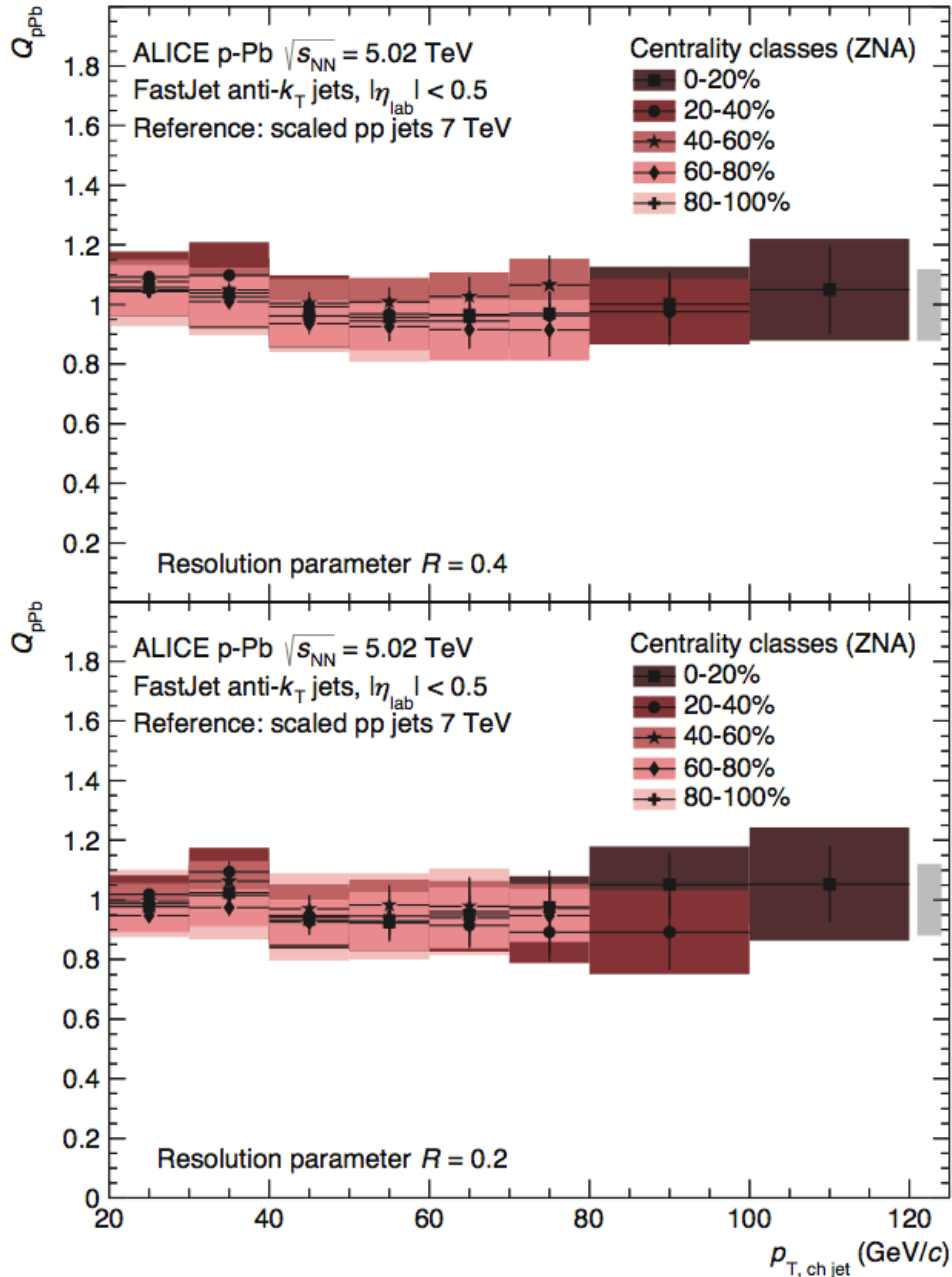 Q_pPb
ALICE p-Pb √s_NN = 5.02 TeV
FastJet anti-k_T jets, |η_lab| < 0.5
Reference: scaled pp jets 7 TeV
Centrality classes (ZNA)
0-20%
20-40%
40-60%
60-80%
80-100%
1.8
1.6
1.4
1.2
1
0.8
0.6
0.4
0.2
Resolution parameter R = 0.4
Q_pPb
ALICE p-Pb √s_NN = 5.02 TeV
FastJet anti-k_T jets, |η_lab| < 0.5
Reference: scaled pp jets 7 TeV
Centrality classes (ZNA)
0-20%
20-40%
40-60%
60-80%
80-100%
1.8
1.6
1.4
1.2
1
0.8
0.6
0.4
0.2
0
Resolution parameter R = 0.2
20 40 60 80 100 120
p_T, ch jet (GeV/c)